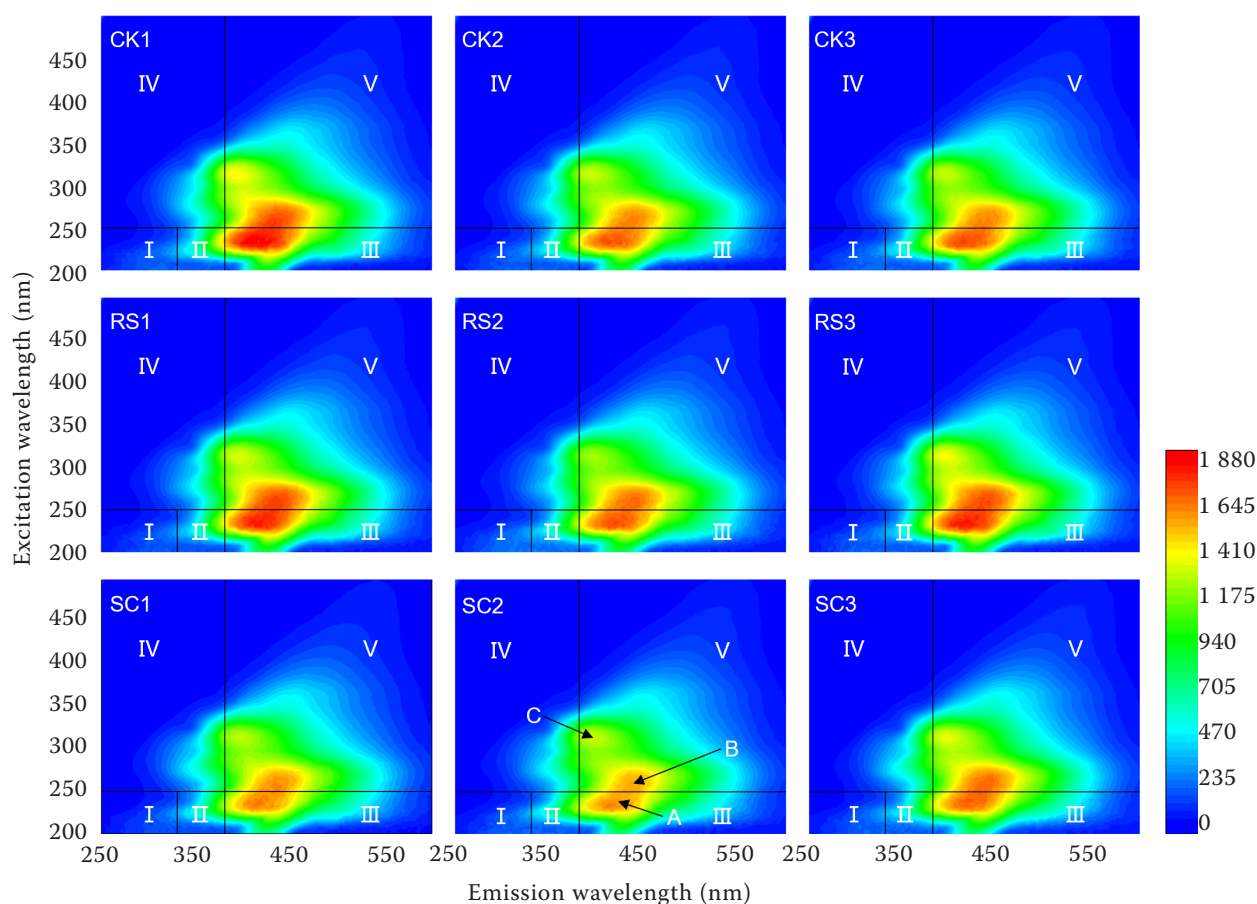 CK1 CK2 CK3
450
IV V IV V IV V
400
350
300
250
I II III I II III I II III
200
RS1 RS2 RS3
450
IV V IV V IV V
400
350
300
250
I II III I II III I II III
200
SC1 SC2 SC3
450
IV V IV V IV V
400
350
C
B
300
250
I II III I II A III I II III
200
250 350 450 550 250 350 450 550 250 350 450 550
Excitation wavelength (nm)
Emission wavelength (nm)
1 880
1 645
1 410
1 175
940
705
470
235
0